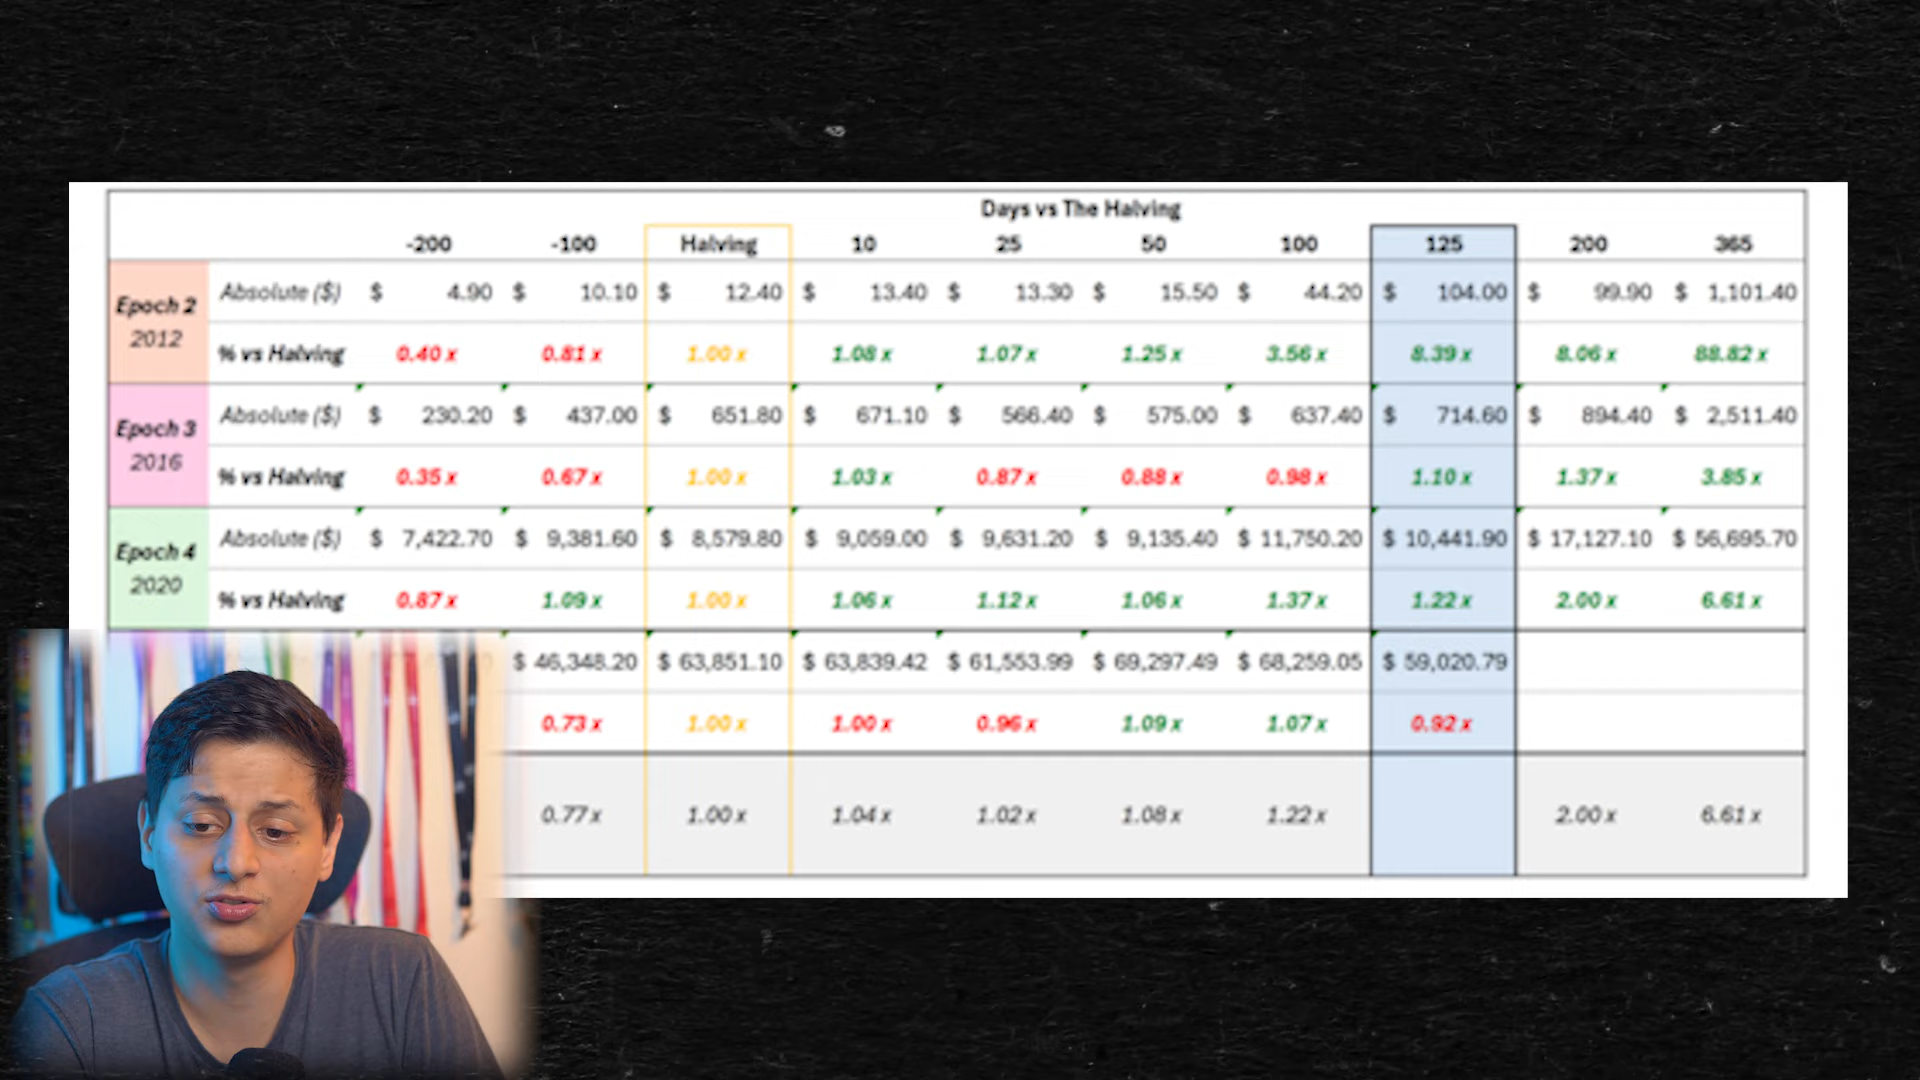 Days vs The Halving
-200 -100 Halving 10 25 50 100 125 200 365
Epoch 2
2012
Absolute ($) $ 4.90 $ 10.10 $ 12.40 $ 13.40 $ 13.30 $ 15.50 $ 44.20 $ 104.00 $ 99.90 $ 1,101.40
% vs Halving 0.40 x 0.81 x 1.00 x 1.08 x 1.07 x 1.25 x 3.56 x 8.39 x 8.06 x 88.82 x
Epoch 3
2016
Absolute ($) $ 230.20 $ 437.00 $ 651.80 $ 671.10 $ 566.40 $ 575.00 $ 637.40 $ 714.60 $ 894.40 $ 2,511.40
% vs Halving 0.35 x 0.67 x 1.00 x 1.03 x 0.87 x 0.88 x 0.98 x 1.10 x 1.37 x 3.85 x
Epoch 4
2020
Absolute ($) $ 7,422.70 $ 9,381.60 $ 8,579.80 $ 9,059.00 $ 9,631.20 $ 9,135.40 $ 11,750.20 $ 10,441.90 $ 17,127.10 $ 56,695.70
% vs Halving 0.87 x 1.09 x 1.00 x 1.06 x 1.12 x 1.06 x 1.37 x 1.22 x 2.00 x 6.61 x
$ 46,348.20 $ 63,851.10 $ 63,839.42 $ 61,553.99 $ 69,297.49 $ 68,259.05 $ 59,020.79
0.73 x 1.00 x 1.00 x 0.96 x 1.09 x 1.07 x 0.92 x
0.77 x 1.00 x 1.04 x 1.02 x 1.08 x 1.22 x 2.00 x 6.61 x